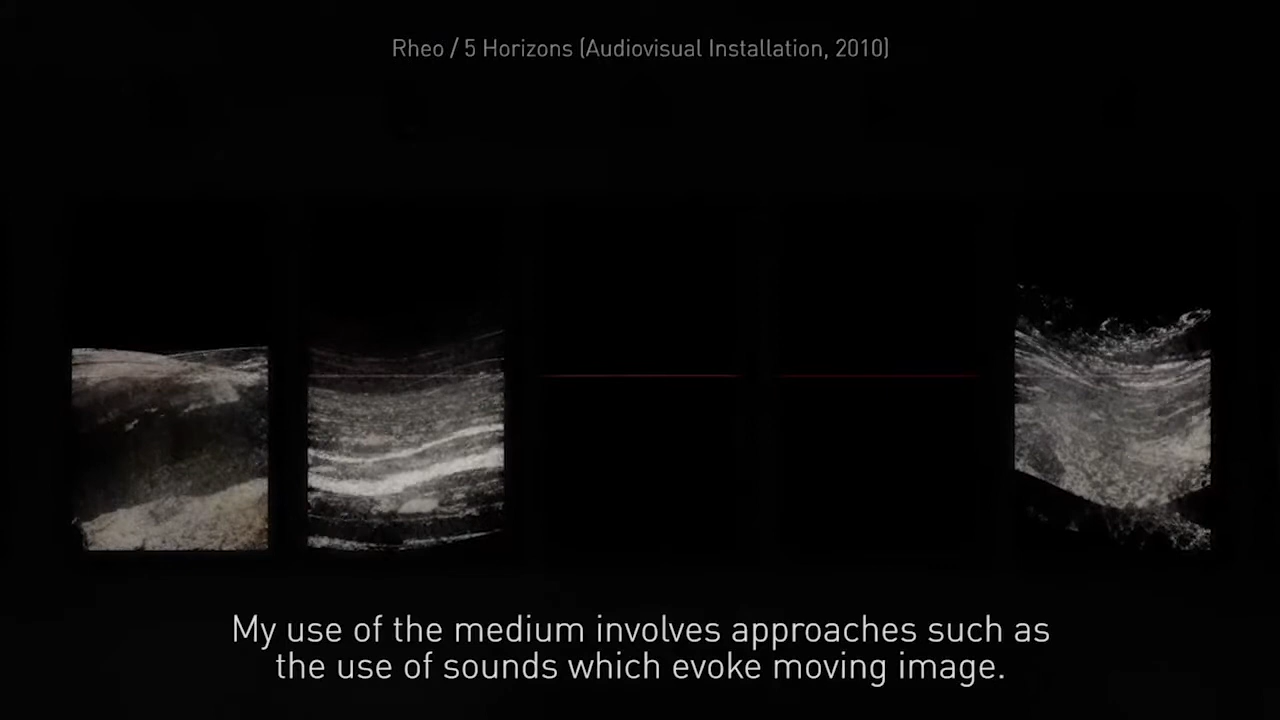 Rheo / 5 Horizons (Audiovisual Installation, 2010)
My use of the medium involves approaches such as
the use of sounds which evoke moving image.